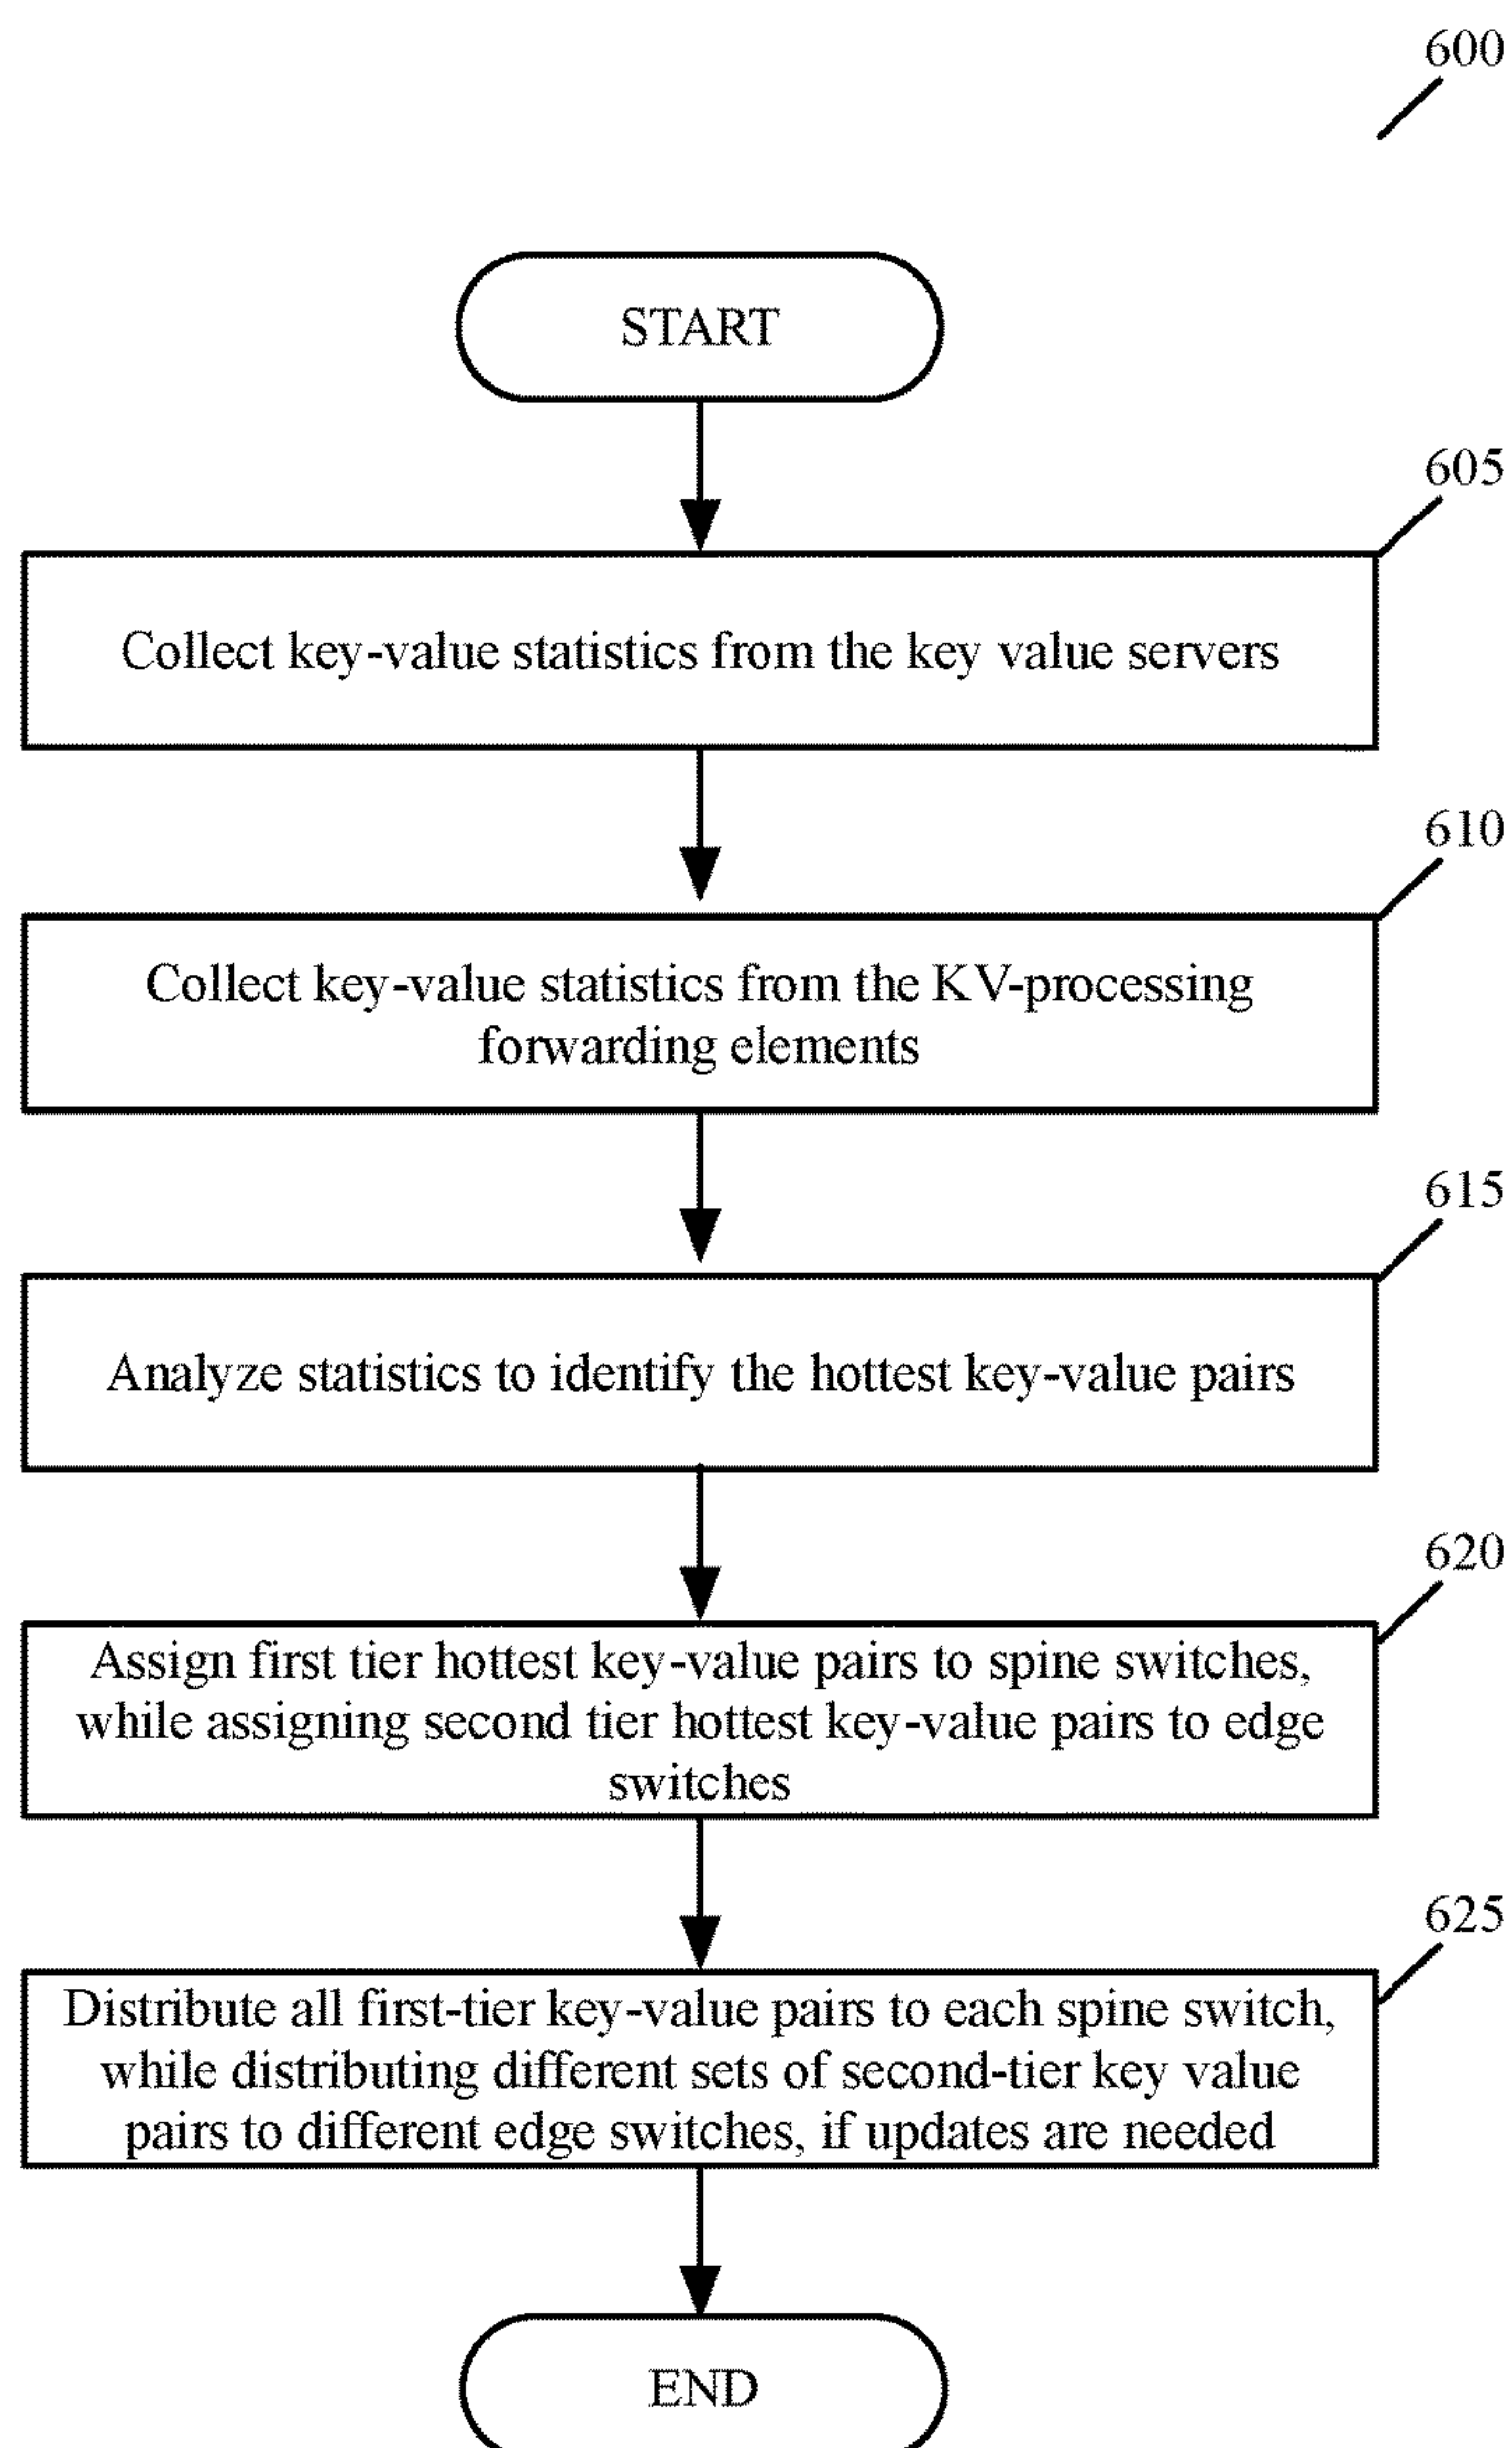 600
START
605
Collect key-value statistics from the key value servers
610
Collect key-value statistics from the KV-processing
forwarding elements
615
Analyze statistics to identify the hottest key-value pairs
620
Assign first tier hottest key-value pairs to spine switches,
while assigning second tier hottest key-value pairs to edge
switches
625
Distribute all first-tier key-value pairs to each spine switch,
while distributing different sets of second-tier key value
pairs to different edge switches, if updates are needed
END